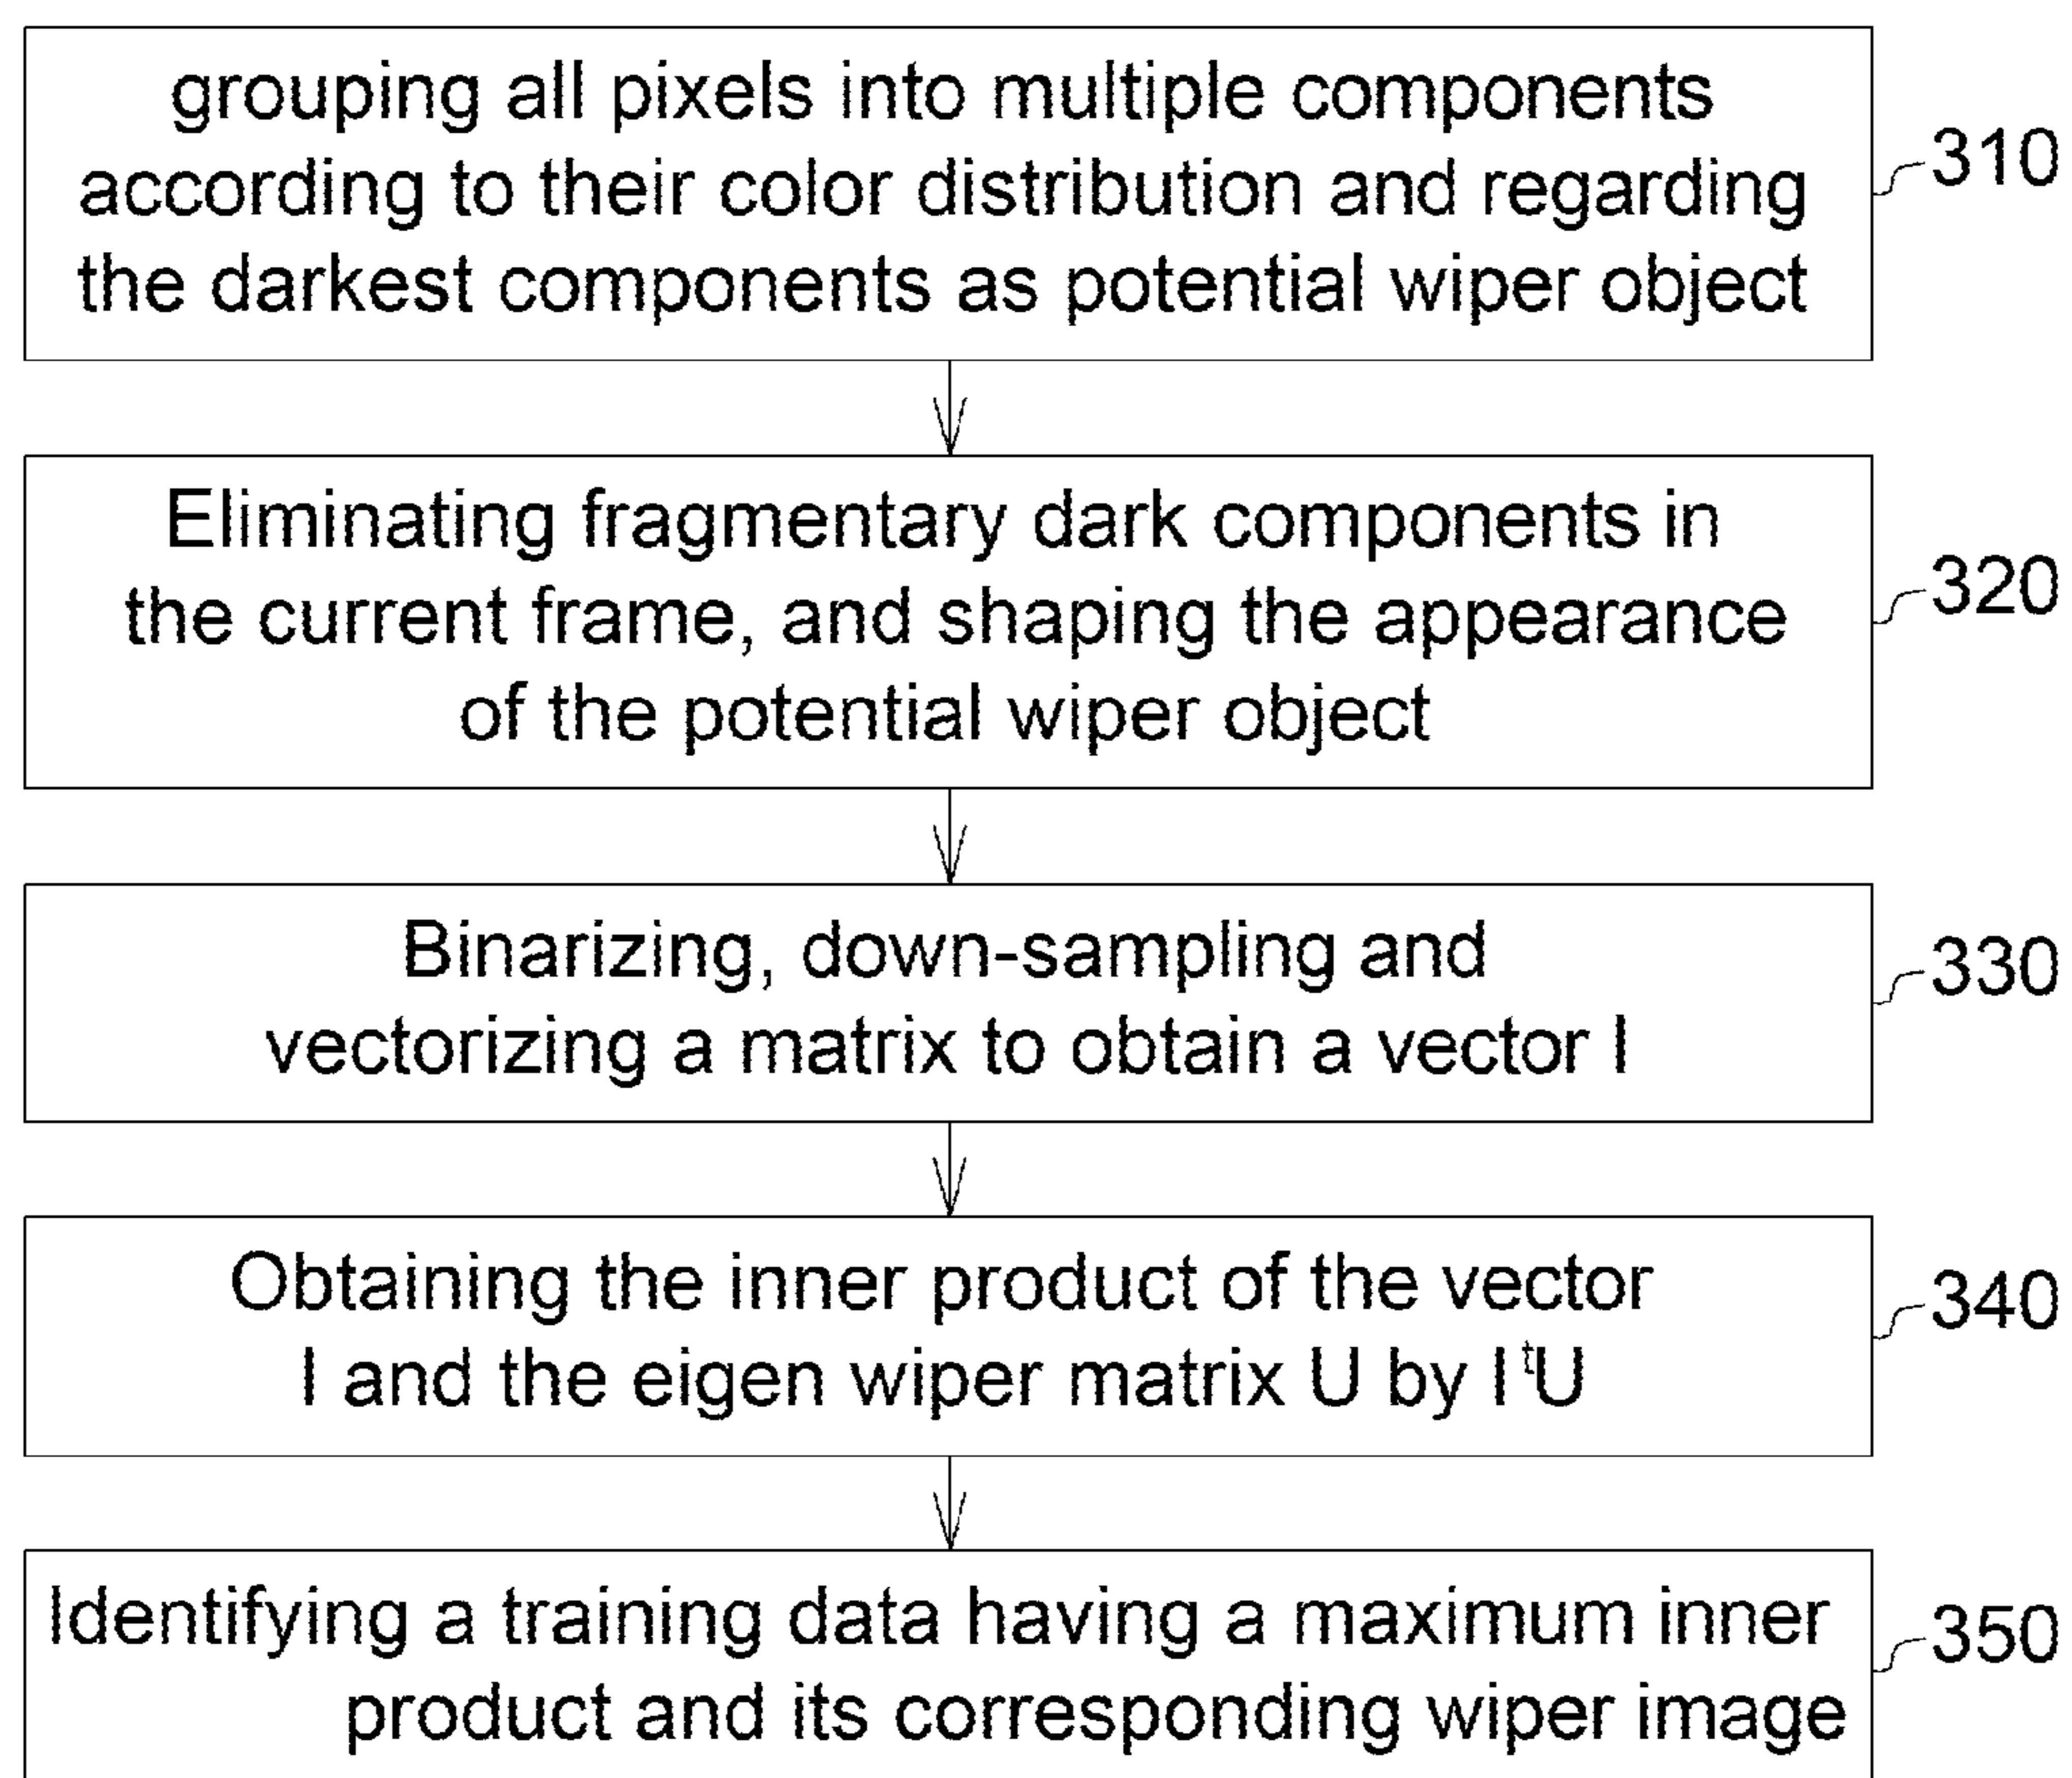 grouping all pixels into multiple components
according to their color distribution and regarding
the darkest components as potential wiper object
310
Eliminating fragmentary dark components in
the current frame, and shaping the appearance
of the potential wiper object
320
Binarizing, down-sampling and
vectorizing a matrix to obtain a vector I
330
Obtaining the inner product of the vector
I and the eigen wiper matrix U by I^tU
340
Identifying a training data having a maximum inner
product and its corresponding wiper image
350